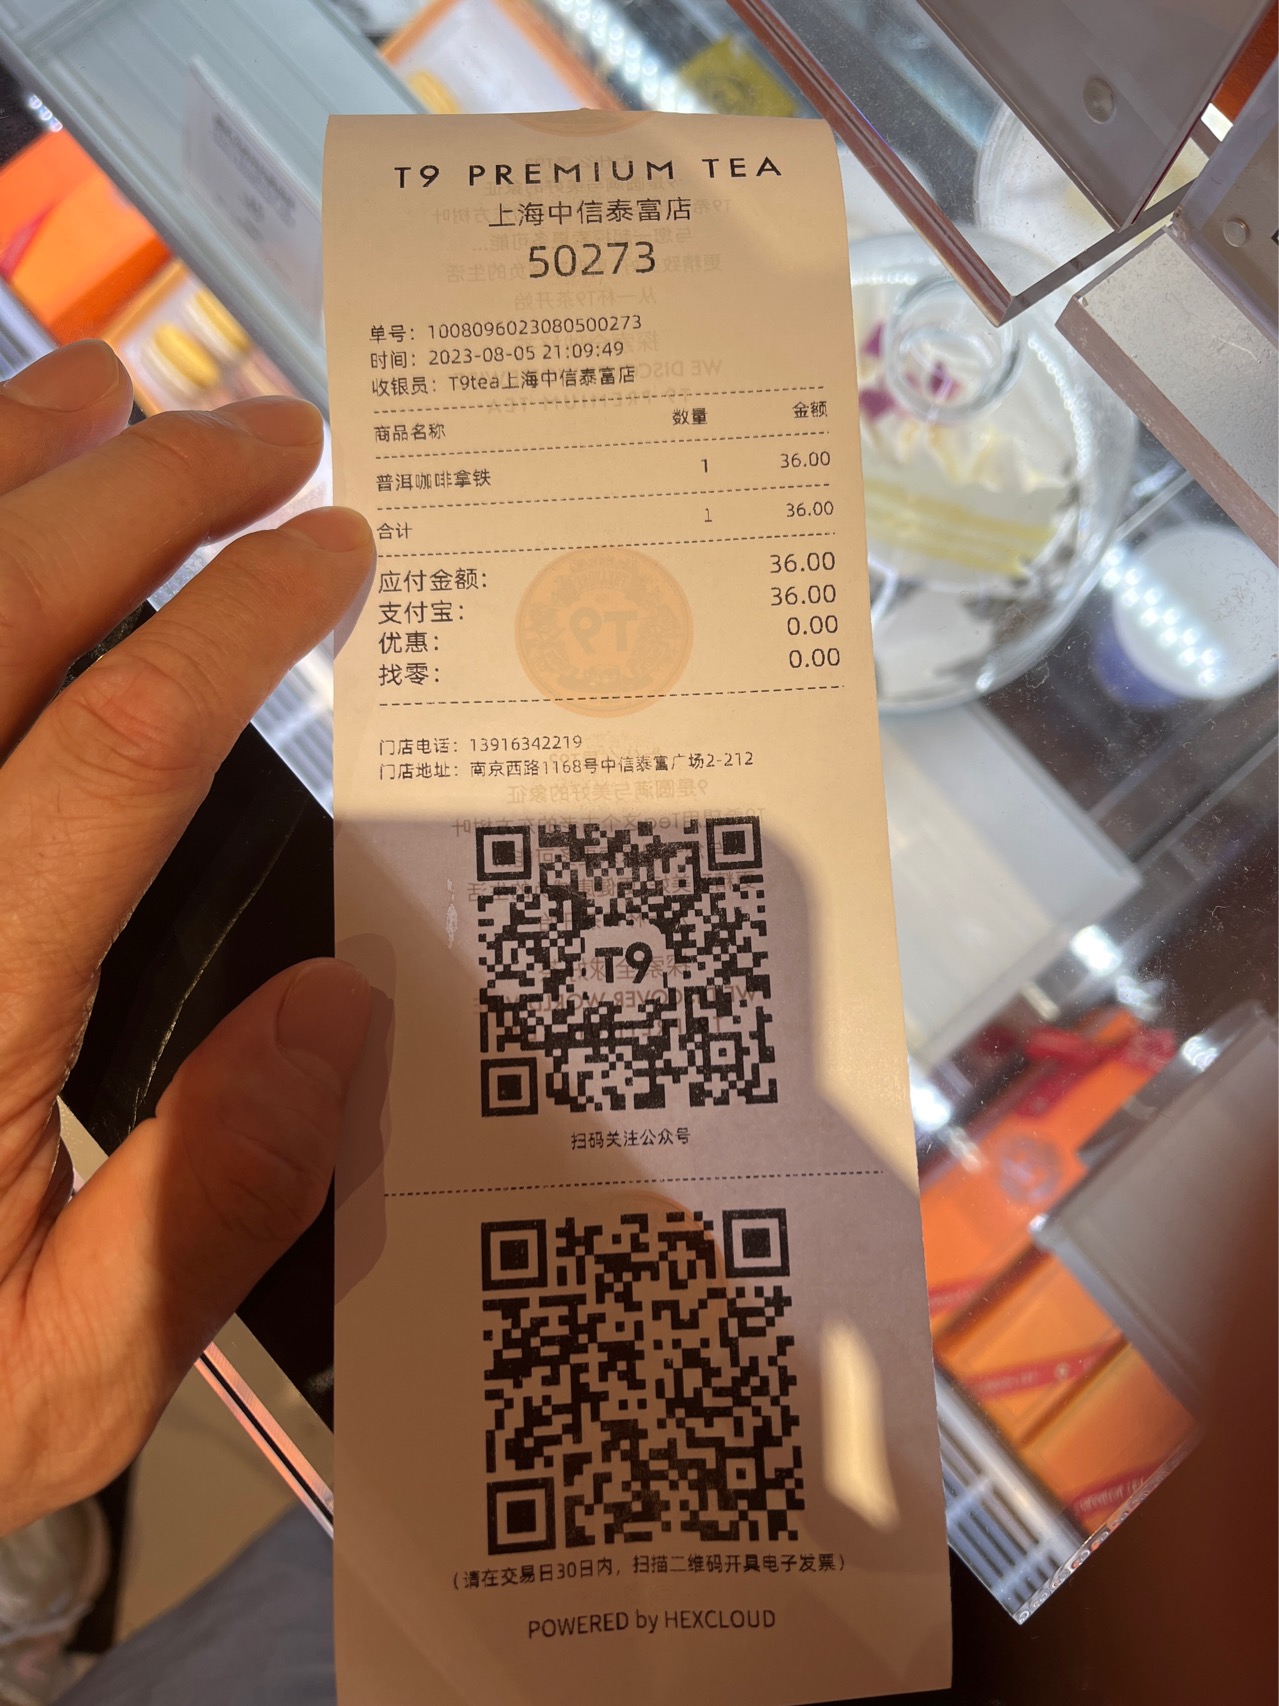 T9 PREMIUM TEA
上海中信泰富店
50273
单号：1008096023080500273
时间：2023-08-05 21:09:49
收银员：T9tea上海中信泰富店
商品名称 数量 金额
普洱咖啡拿铁 1 36.00
合计 1 36.00
应付金额： 36.00
支付宝： 36.00
优惠： 0.00
找零： 0.00
T9
门店电话：13916342219
门店地址：南京西路1168号中信泰富广场2-212
T9
扫码关注公众号
（请在交易日30日内，扫描二维码开具电子发票）
POWERED by HEXCLOUD